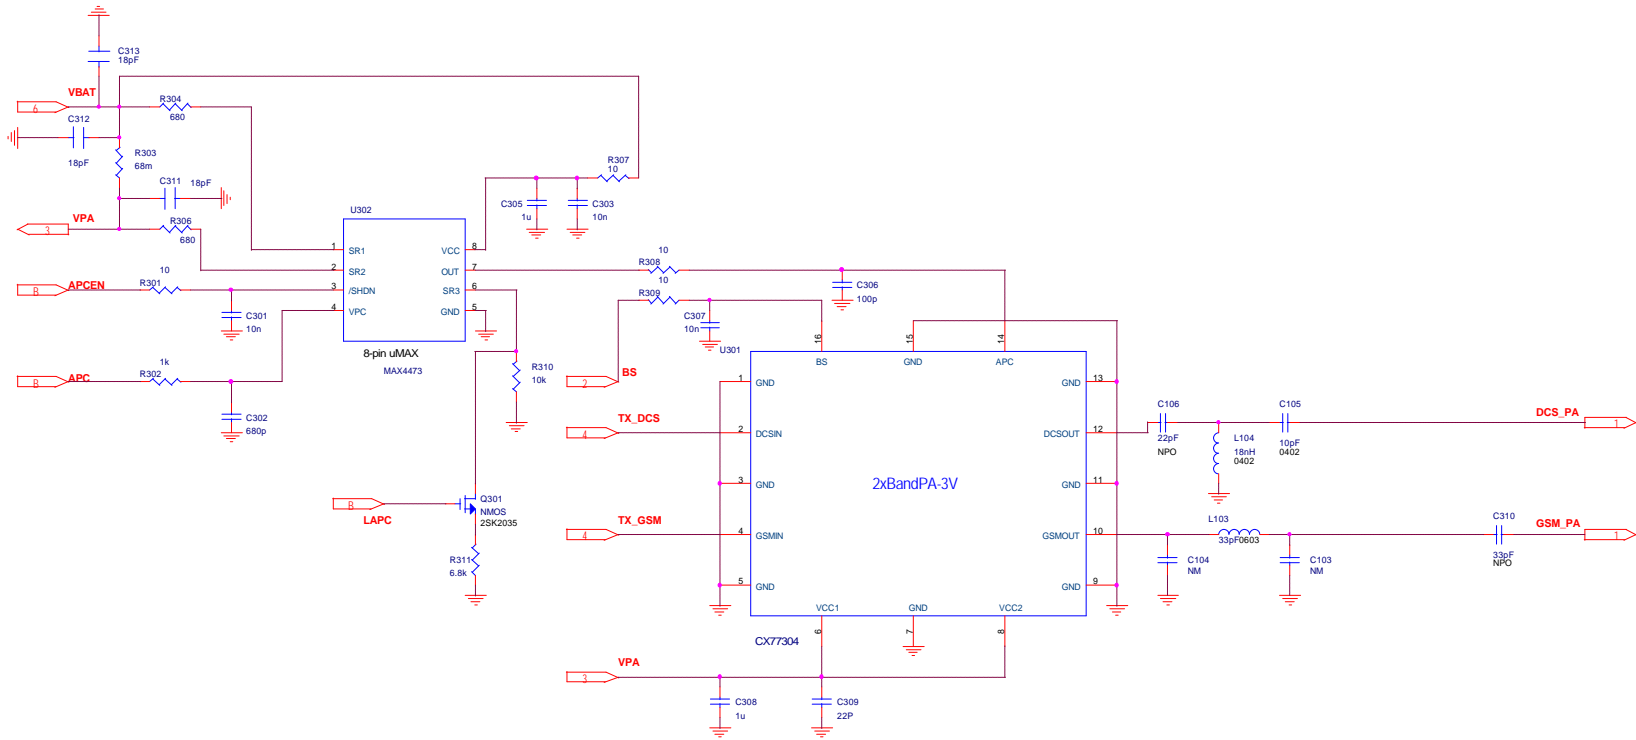 C313
18pF
VBAT
6
R304
680
C312
18pF
R303
68m
R307
10
C311
18pF
C305
1u
C303
10n
U302
VPA
3
R306
680
1
SR1
VCC
8
2
SR2
OUT
7
3
/SHDN
SR3
6
4
VPC
GND
5
8-pin uMAX
MAX4473
10
R301
APCEN
B
C301
10n
10
R308
10
R309
C306
100p
C307
10n
1k
R302
APC
B
C302
680p
R310
10k
BS
2
U301
16
15
14
BS
GND
APC
1
GND
GND
13
TX_DCS
4
2
DCSIN
DCSOUT
12
C106
22pF
NPO
C105
10pF
0402
L104
18nH
0402
DCS_PA
1
3
GND
GND
11
2xBandPA-3V
B
LAPC
Q301
NMOS
2SK2035
TX_GSM
4
4
GSMIN
GSMOUT
10
L103
33pF0603
C310
33pF
NPO
GSM_PA
1
C104
NM
C103
NM
R311
6.8k
5
GND
GND
9
VCC1
GND
VCC2
6
7
8
CX77304
VPA
3
C308
1u
C309
22P